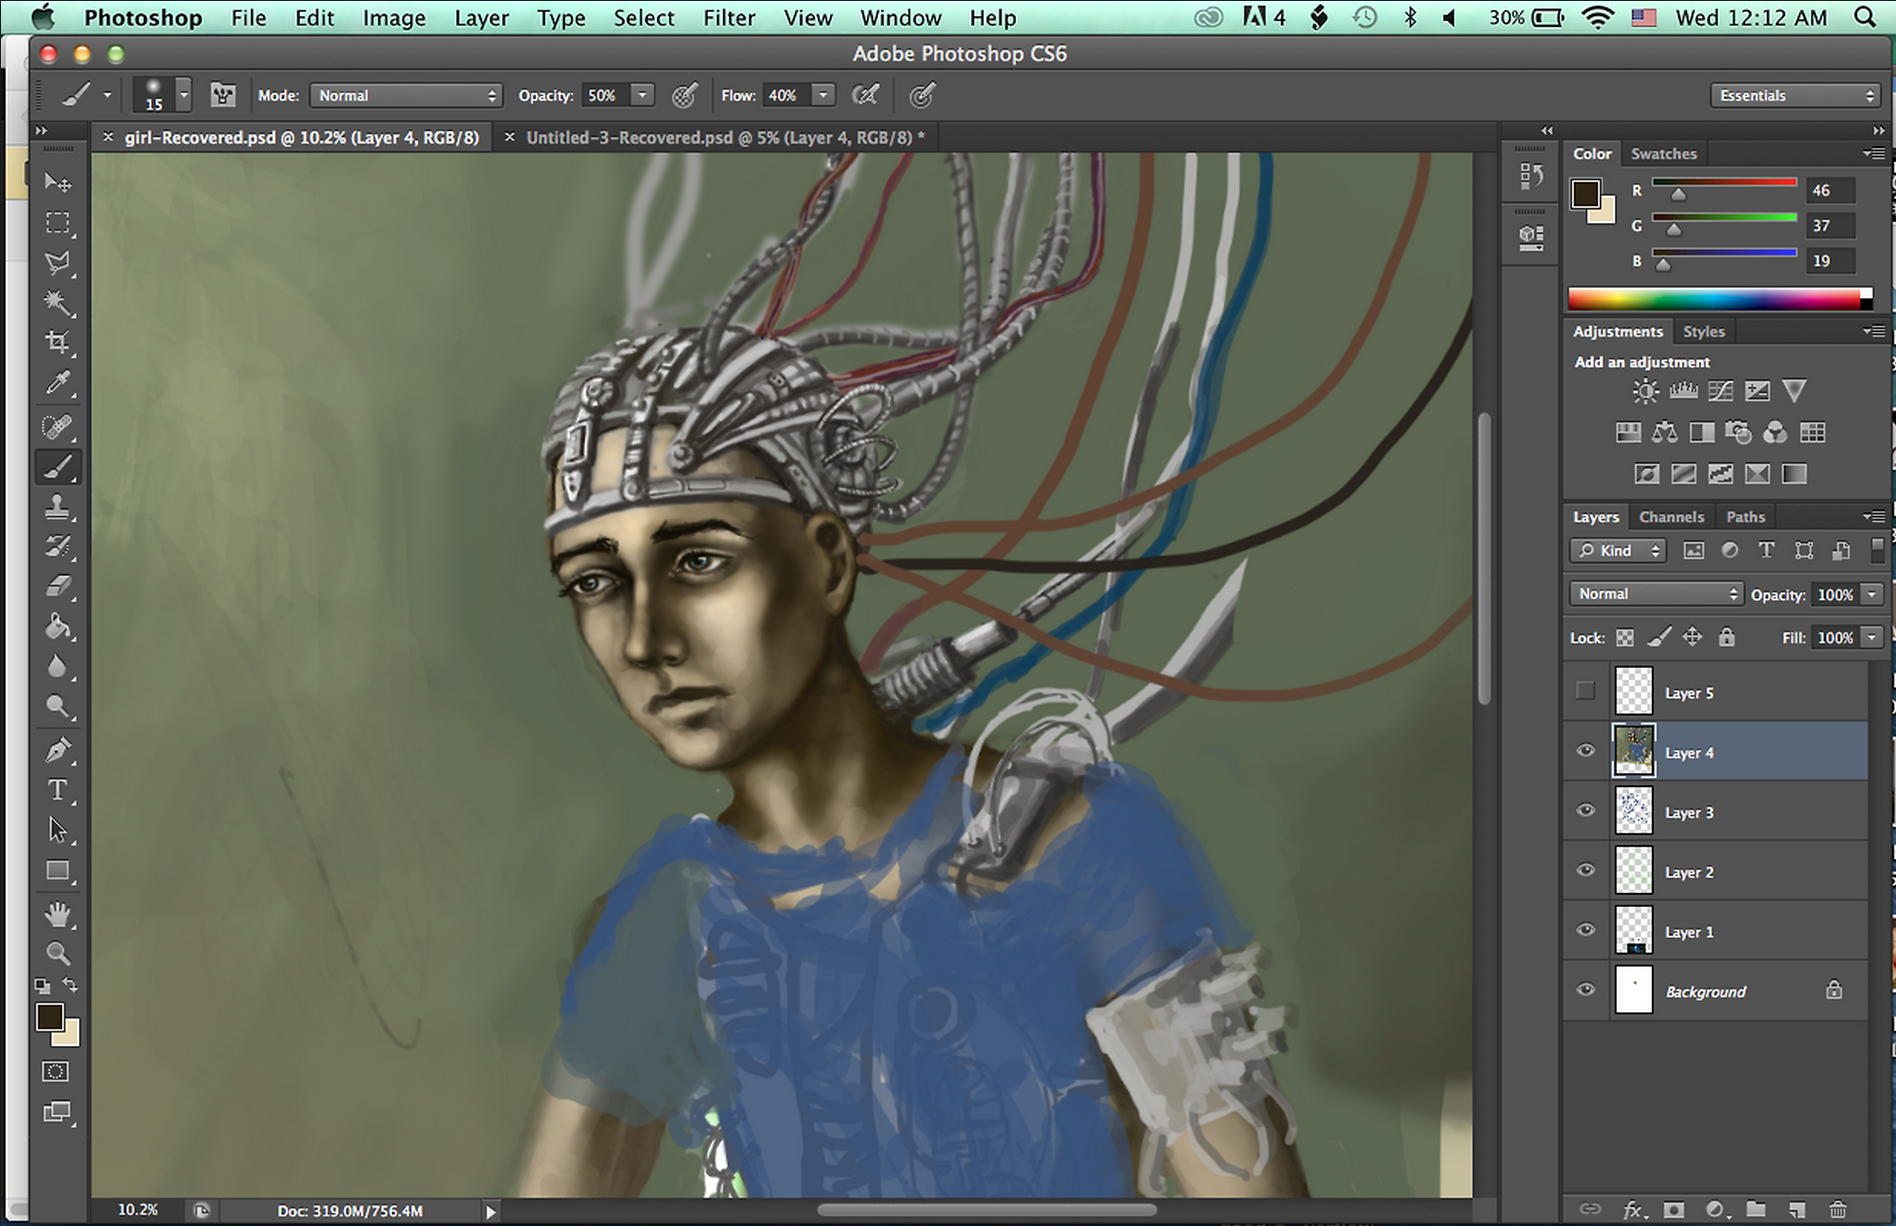 Photoshop File Edit Image Layer Type Select Filter View Window Help 4 30% Wed 12:12 AM
Adobe Photoshop CS6
15 Mode: Normal Opacity: 50% Flow: 40% Essentials
girl-Recovered.psd @ 10.2% (Layer 4, RGB/8) Untitled-3-Recovered.psd @ 5% (Layer 4, RGB/8) *
Color Swatches
R 46
G 37
B 19
Adjustments Styles
Add an adjustment
Layers Channels Paths
Kind
Normal Opacity: 100%
Lock: Fill: 100%
Layer 5
Layer 4
Layer 3
Layer 2
Layer 1
Background
10.2% Doc: 319.0M/756.4M